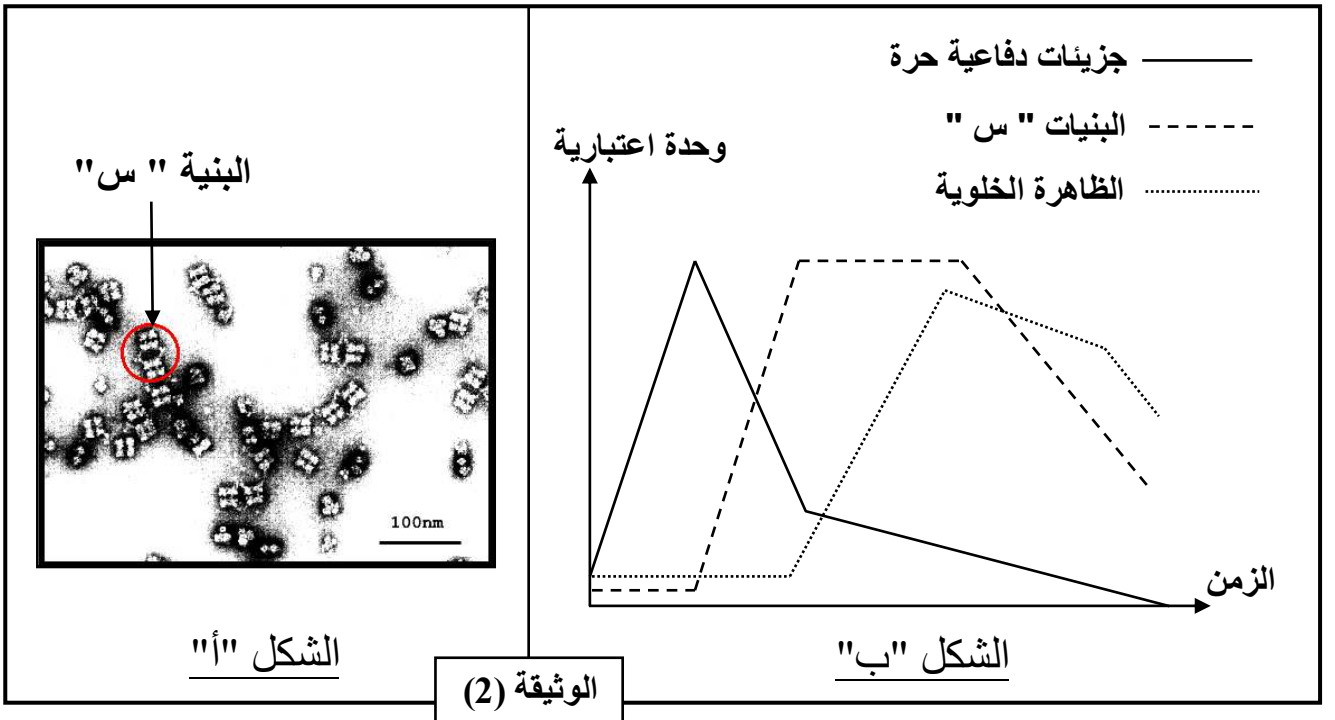 جزيئات دفاعية حرة
البنيات " س "
الظاهرة الخلوية
وحدة اعتبارية
الزمن
الشكل "ب"
البنية " س"
100nm
الشكل "أ"
الوثيقة (2)